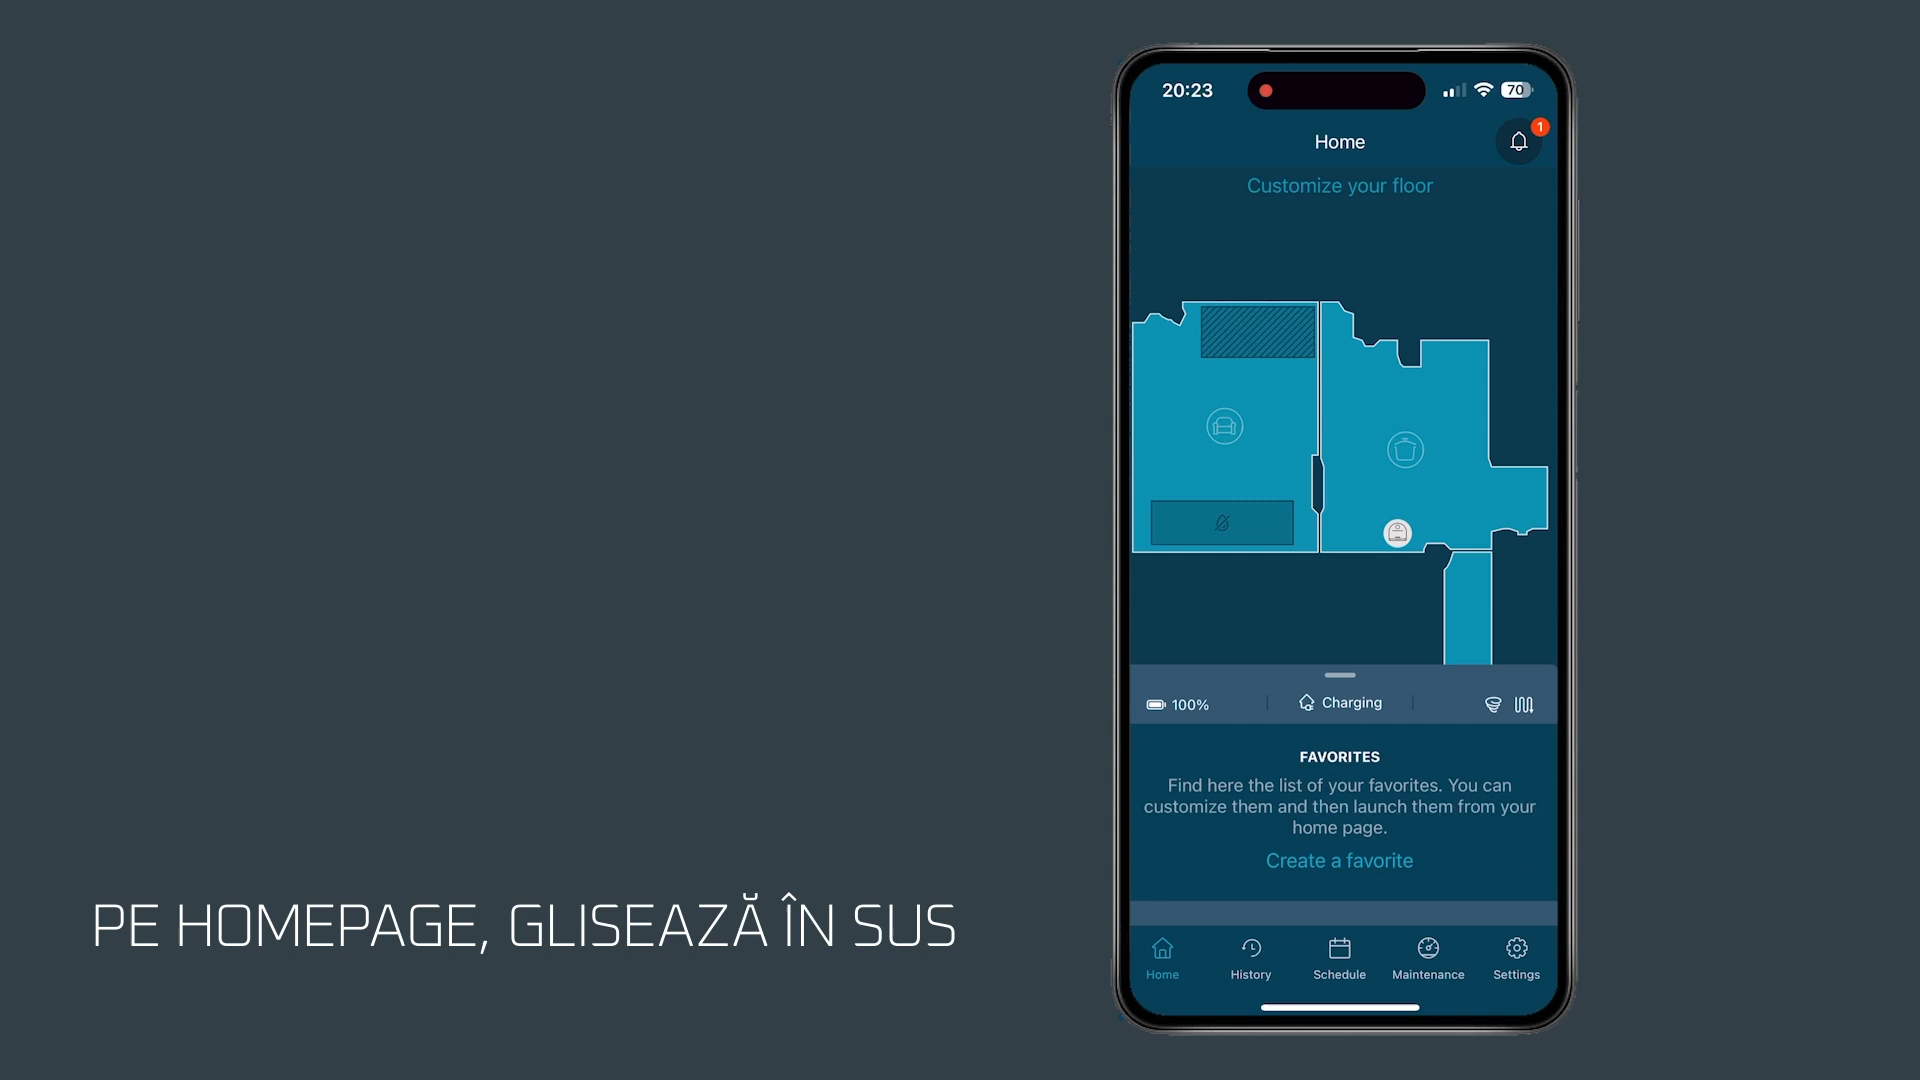 20:23
70
Home
1
Customize your floor
100%
Charging
FAVORITES
Find here the list of your favorites. You can
customize them and then launch them from your
home page.
Create a favorite
PE HOMEPAGE, GLISEAZĂ ÎN SUS
Home
History
Schedule
Maintenance
Settings